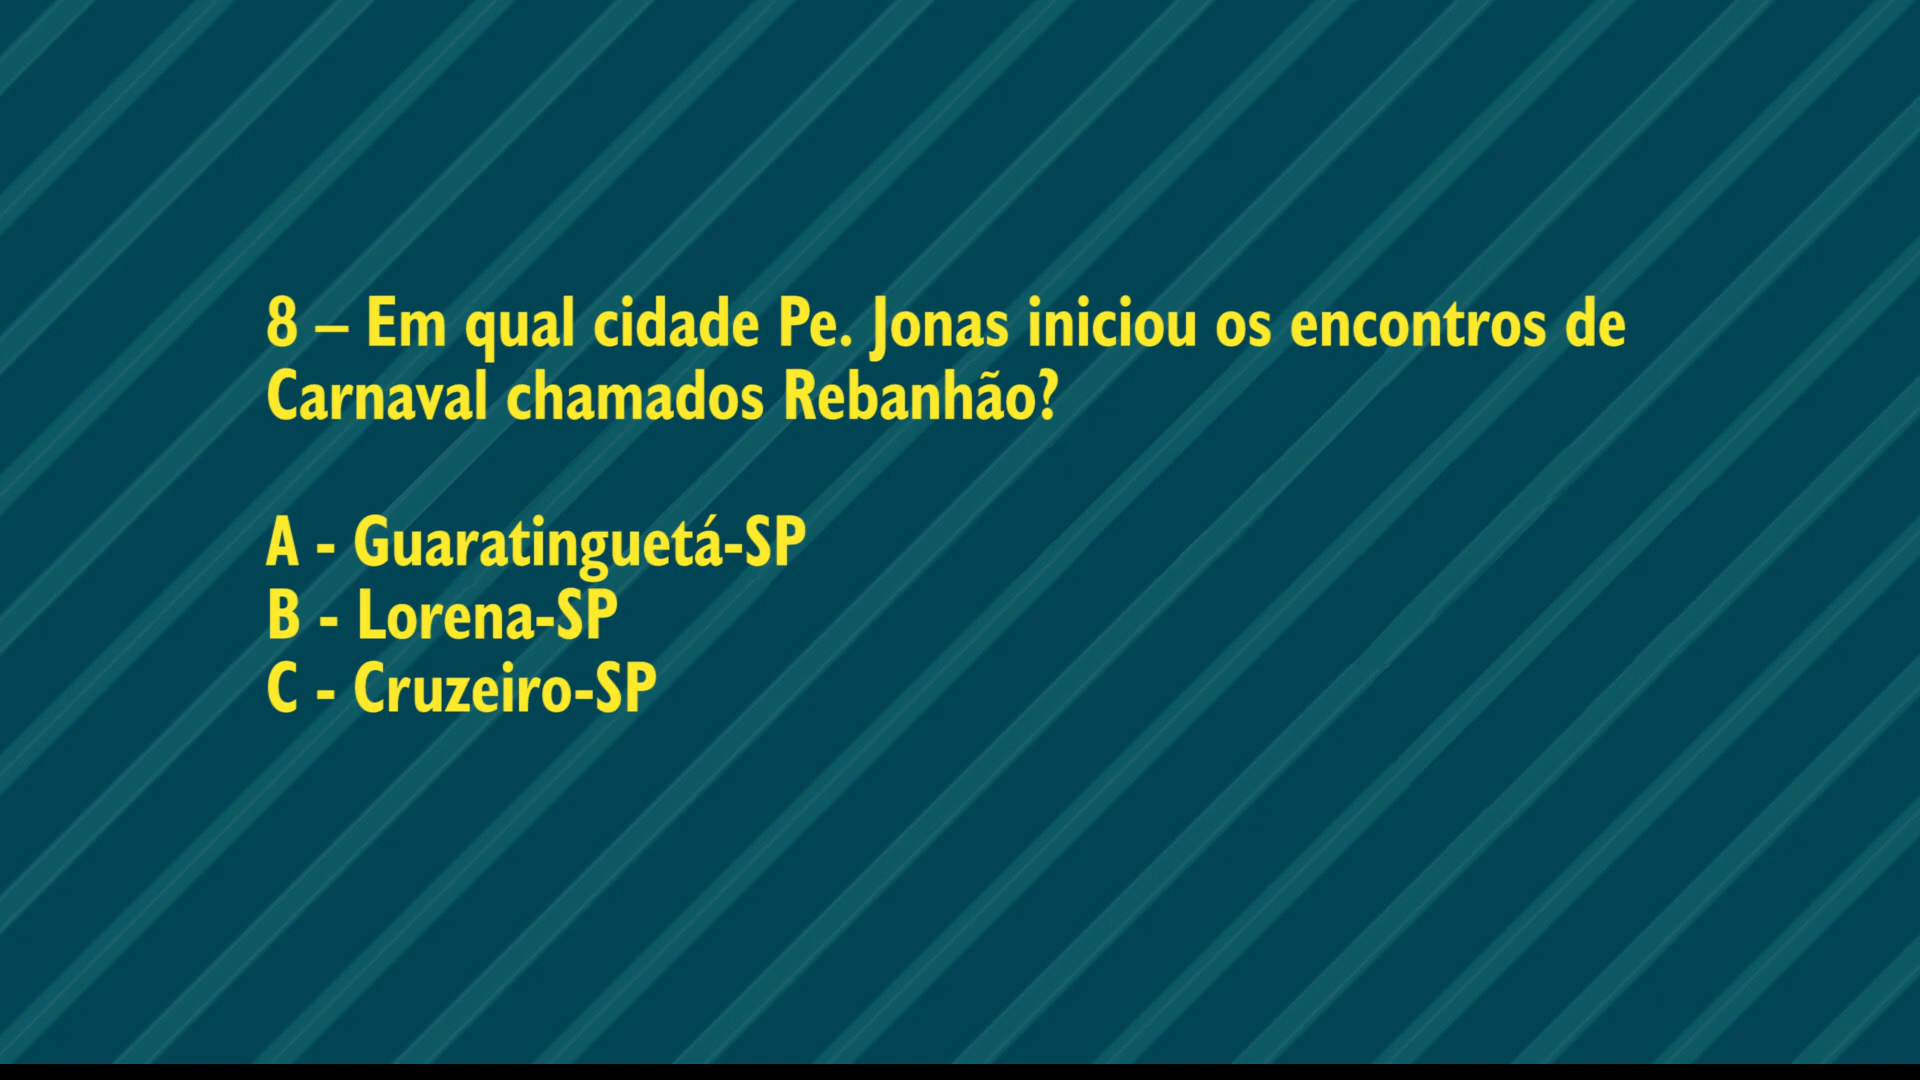 8 – Em qual cidade Pe. Jonas iniciou os encontros de
Carnaval chamados Rebanhão?
A - Guaratinguetá-SP
B - Lorena-SP
C - Cruzeiro-SP